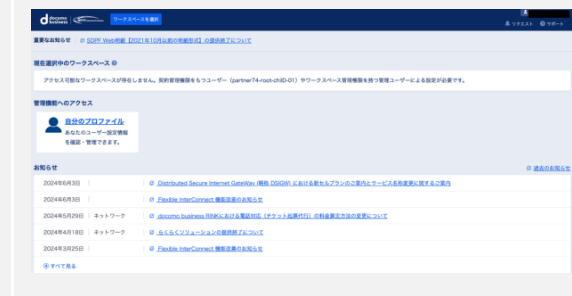 docomo business
ワークスペースを選択
リクエスト
サポート
重要なお知らせ
SDPF Web明細【2021年10月以前の明細形式】の提供終了について
現在選択中のワークスペース
アクセス可能なワークスペースが存在しません。契約管理権限をもつユーザー（partner74-root-chiID-01）やワークスペース管理権限を持つ管理ユーザーによる設定が必要です。
管理機能へのアクセス
自分のプロファイル
あなたのユーザー設定情報
を確認・管理できます。
お知らせ
過去のお知らせ
2024年6月3日 Distributed Secure Internet GateWay (略称 DSIGW) における新セルプランのご案内とサービス名称変更に関するご案内
2024年6月3日 Flexible InterConnect 機能改善のお知らせ
2024年5月29日 ネットワーク docomo business RINKにおける電話対応（チケット起票代行）の料金算定方法の変更について
2024年4月18日 ネットワーク らくらくソリューションの提供終了について
2024年3月25日 Flexible InterConnect 機能改善のお知らせ
すべて見る